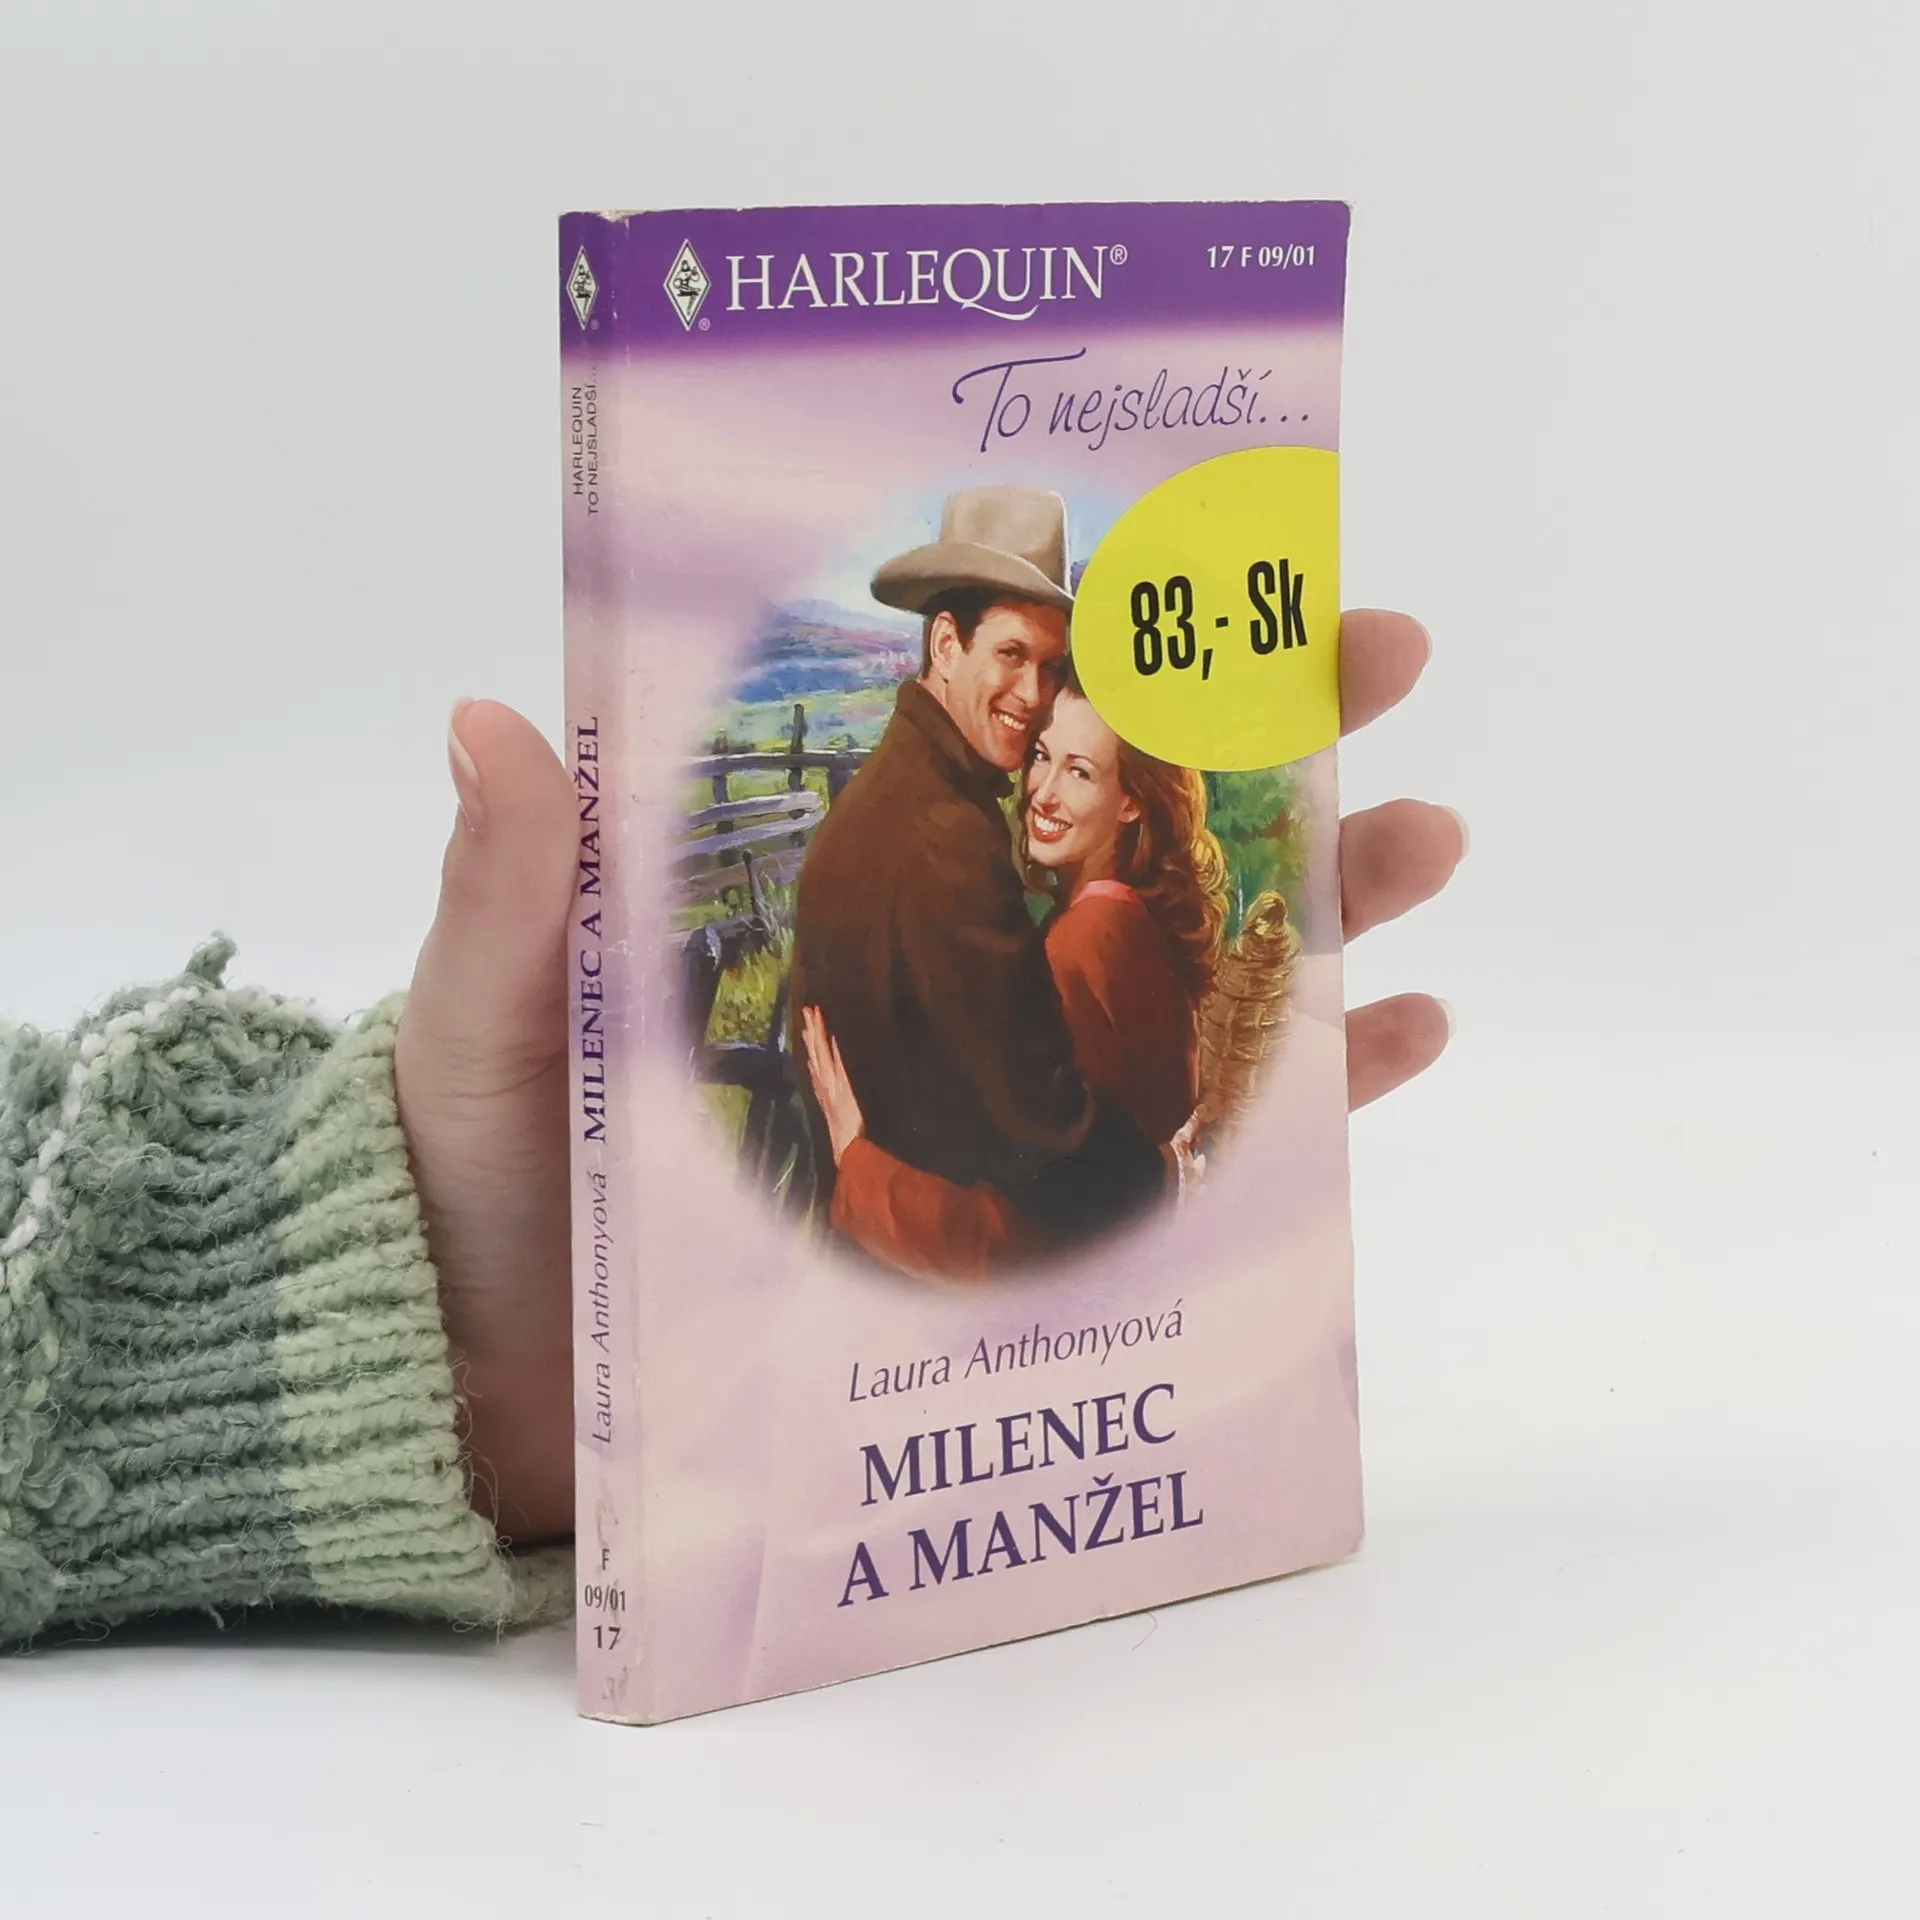 HARLEQUIN®
17 F 09/01
To nejsladší...
83,- Sk
Laura Anthonyová
MILENEC
A MANŽEL
HARLEQUIN
TO NEJSLADŠÍ...
Laura Anthonyová MILENEC A MANŽEL
F
09/01
17